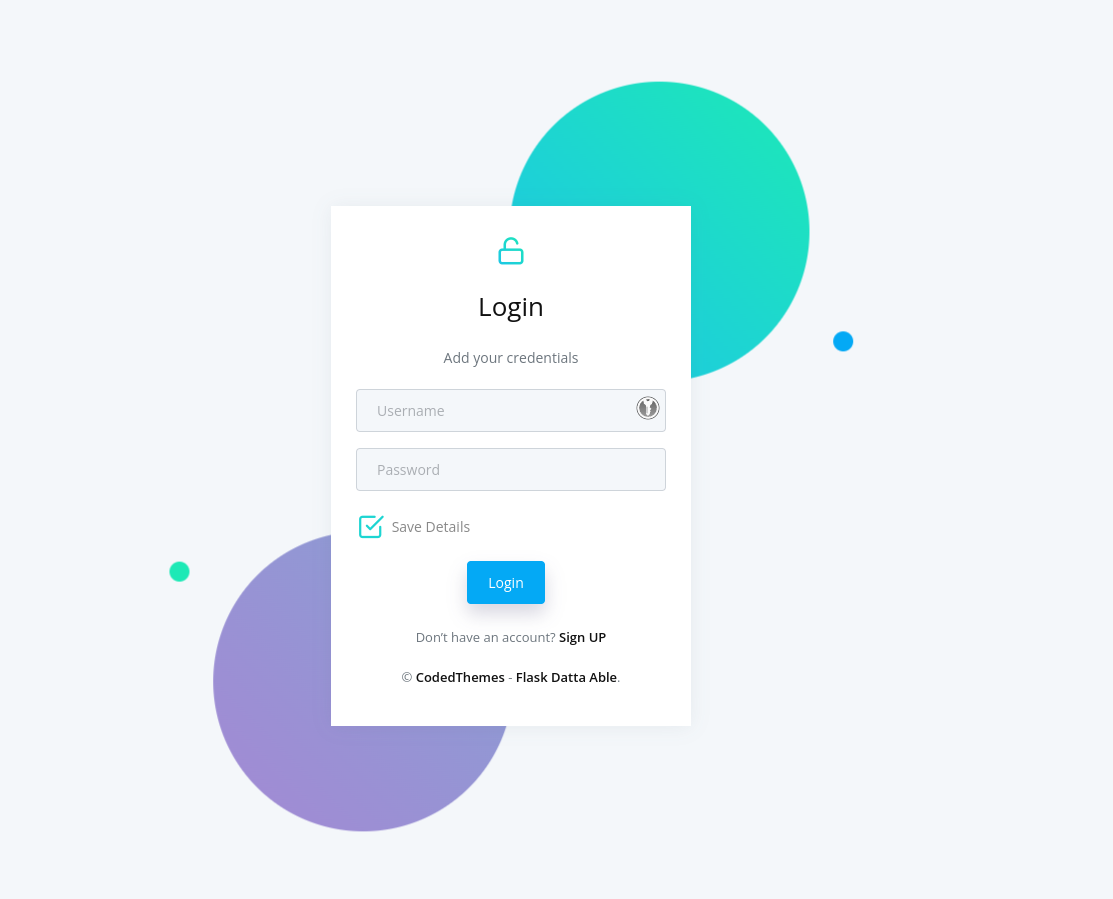 Login
Add your credentials
Username
Password
Save Details
Login
Don’t have an account? Sign UP
© CodedThemes - Flask Datta Able.